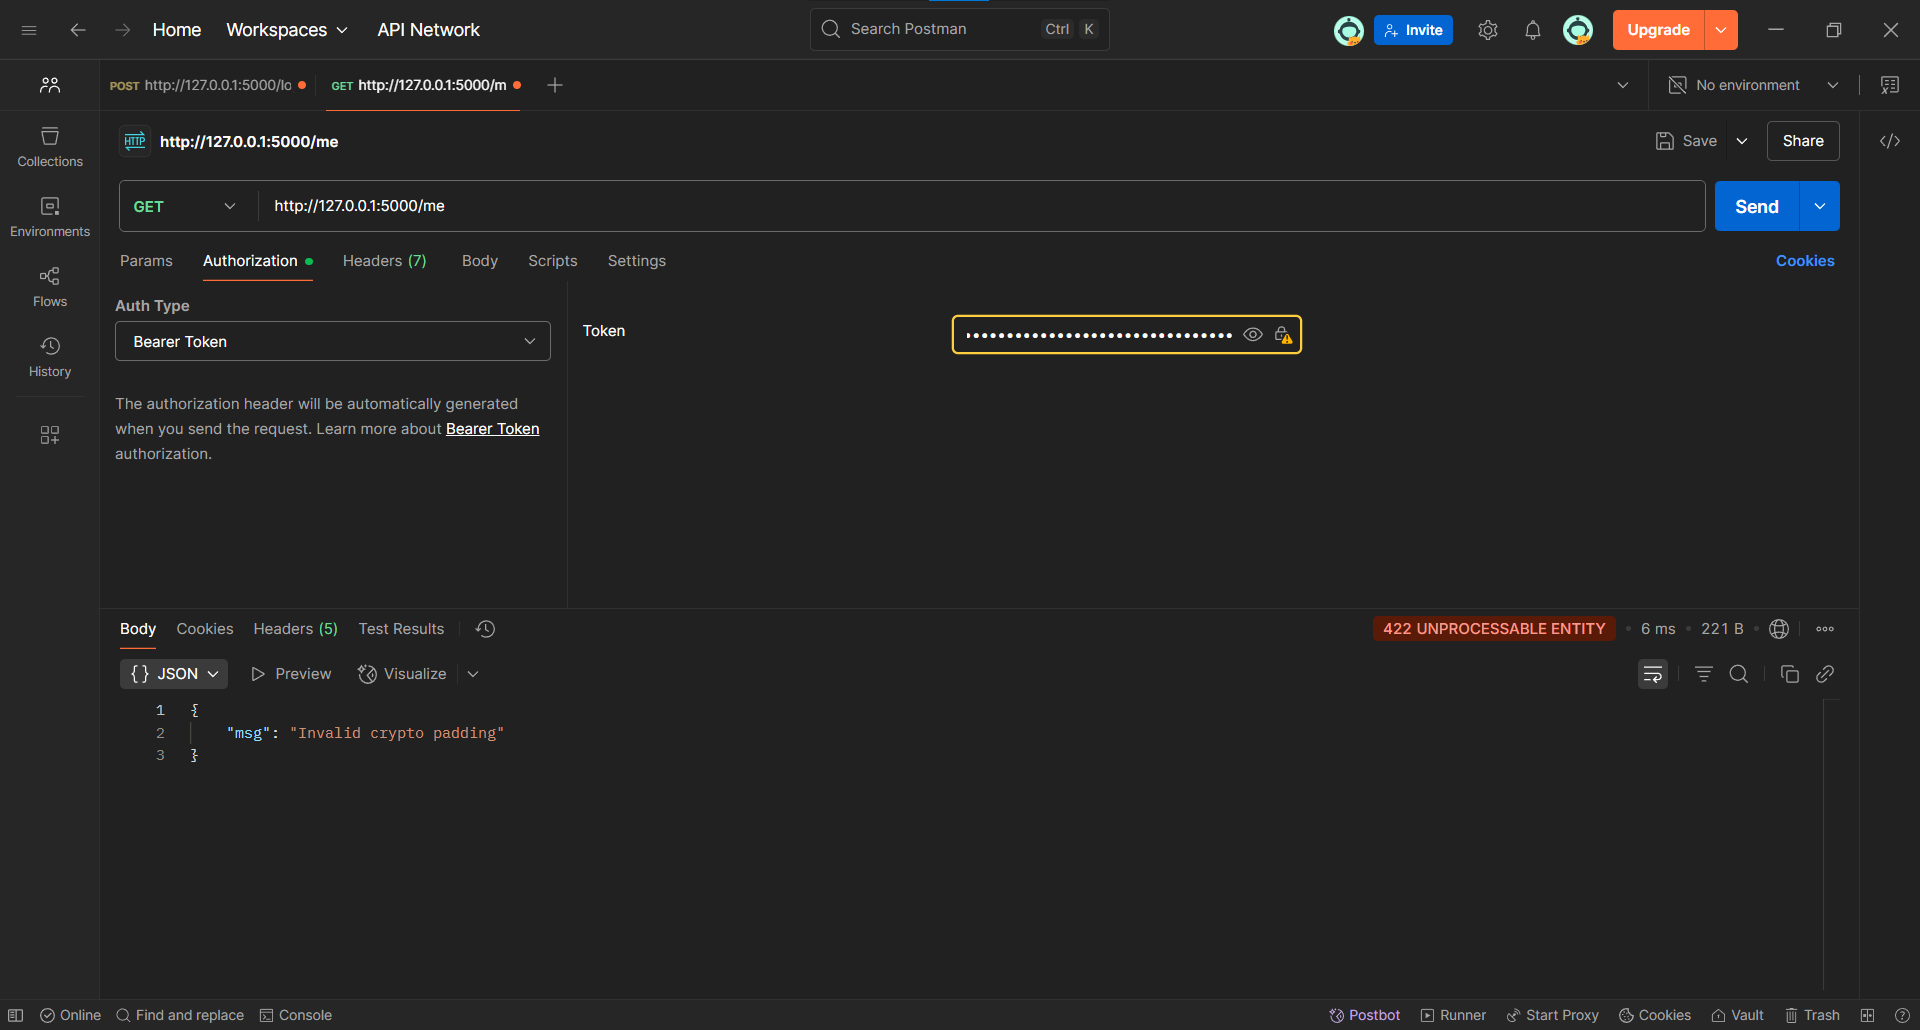 Home Workspaces API Network Search Postman Ctrl K Invite Upgrade
POST http://127.0.0.1:5000/lo GET http://127.0.0.1:5000/m No environment
HTTP http://127.0.0.1:5000/me Save Share
Collections
GET http://127.0.0.1:5000/me Send
Environments
Params Authorization Headers (7) Body Scripts Settings Cookies
Flows
Auth Type
Bearer Token
Token
History
The authorization header will be automatically generated
when you send the request. Learn more about Bearer Token
authorization.
Body Cookies Headers (5) Test Results 422 UNPROCESSABLE ENTITY 6 ms 221 B
{} JSON Preview Visualize
1 {
2 "msg": "Invalid crypto padding"
3 }
Online Find and replace Console Postbot Runner Start Proxy Cookies Vault Trash